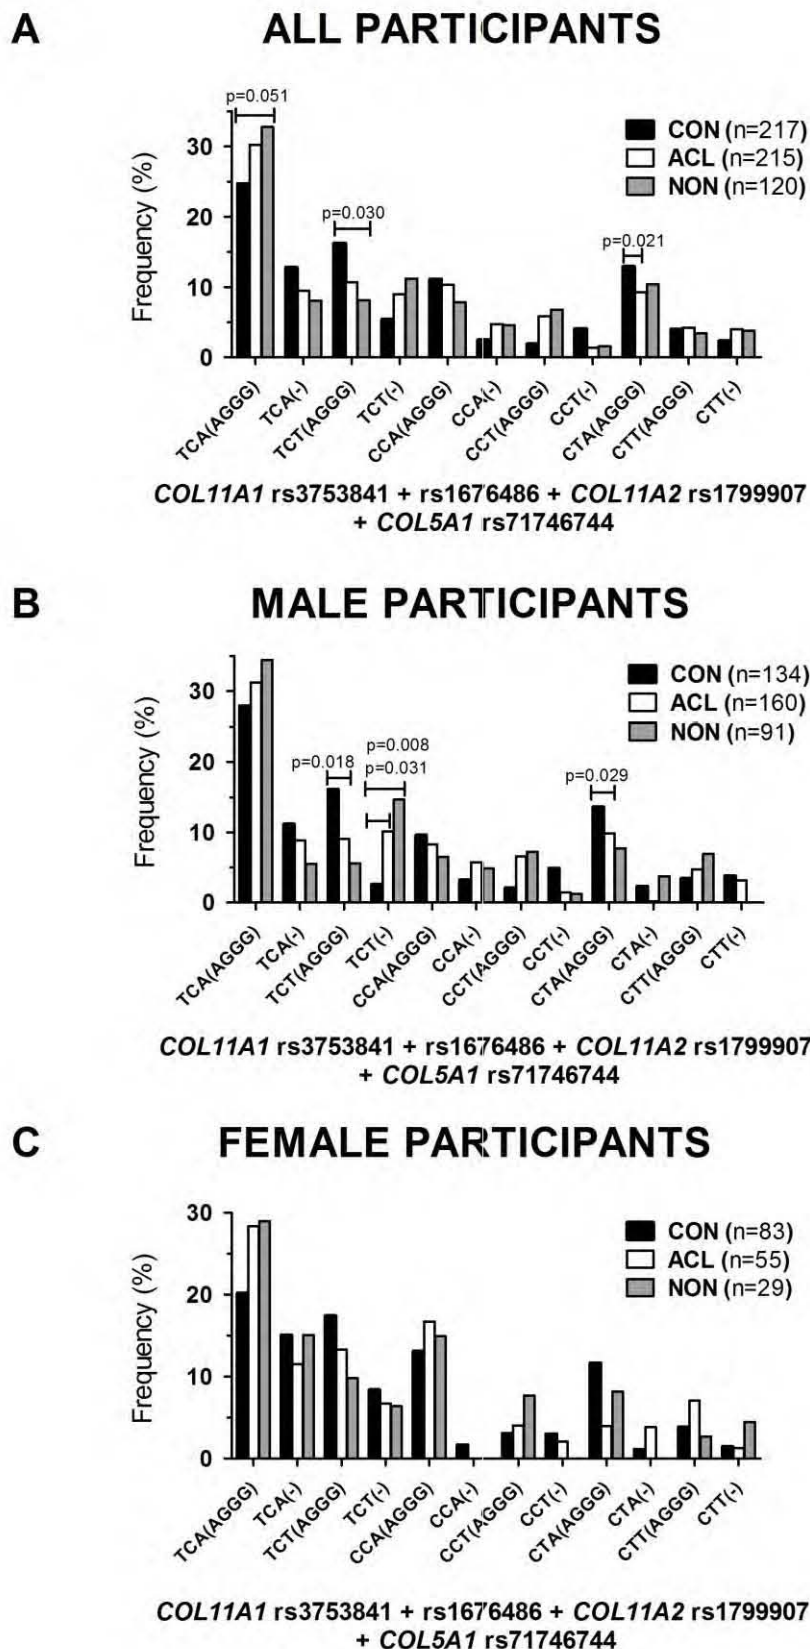 A
ALL PARTICIPANTS
p=0.051
CON (n=217)
ACL (n=215)
NON (n=120)
p=0.030
p=0.021
Frequency (%)
30
20
10
0
TCA(AGGG)
TCA(-)
TCT(AGGG)
TCT(-)
CCA(AGGG)
CCA(-)
CCT(AGGG)
CCT(-)
CTA(AGGG)
CTT(AGGG)
CTT(-)
COL11A1 rs3753841 + rs1676486 + COL11A2 rs1799907
+ COL5A1 rs71746744
B
MALE PARTICIPANTS
CON (n=134)
ACL (n=160)
NON (n=91)
p=0.008
p=0.018
p=0.031
p=0.029
Frequency (%)
30
20
10
0
TCA(AGGG)
TCA(-)
TCT(AGGG)
TCT(-)
CCA(AGGG)
CCA(-)
CCT(AGGG)
CCT(-)
CTA(AGGG)
CTA(-)
CTT(AGGG)
CTT(-)
COL11A1 rs3753841 + rs1676486 + COL11A2 rs1799907
+ COL5A1 rs71746744
C
FEMALE PARTICIPANTS
CON (n=83)
ACL (n=55)
NON (n=29)
Frequency (%)
30
20
10
0
TCA(AGGG)
TCA(-)
TCT(AGGG)
TCT(-)
CCA(AGGG)
CCA(-)
CCT(AGGG)
CCT(-)
CTA(AGGG)
CTA(-)
CTT(AGGG)
CTT(-)
COL11A1 rs3753841 + rs1676486 + COL11A2 rs1799907
+ COL5A1 rs71746744